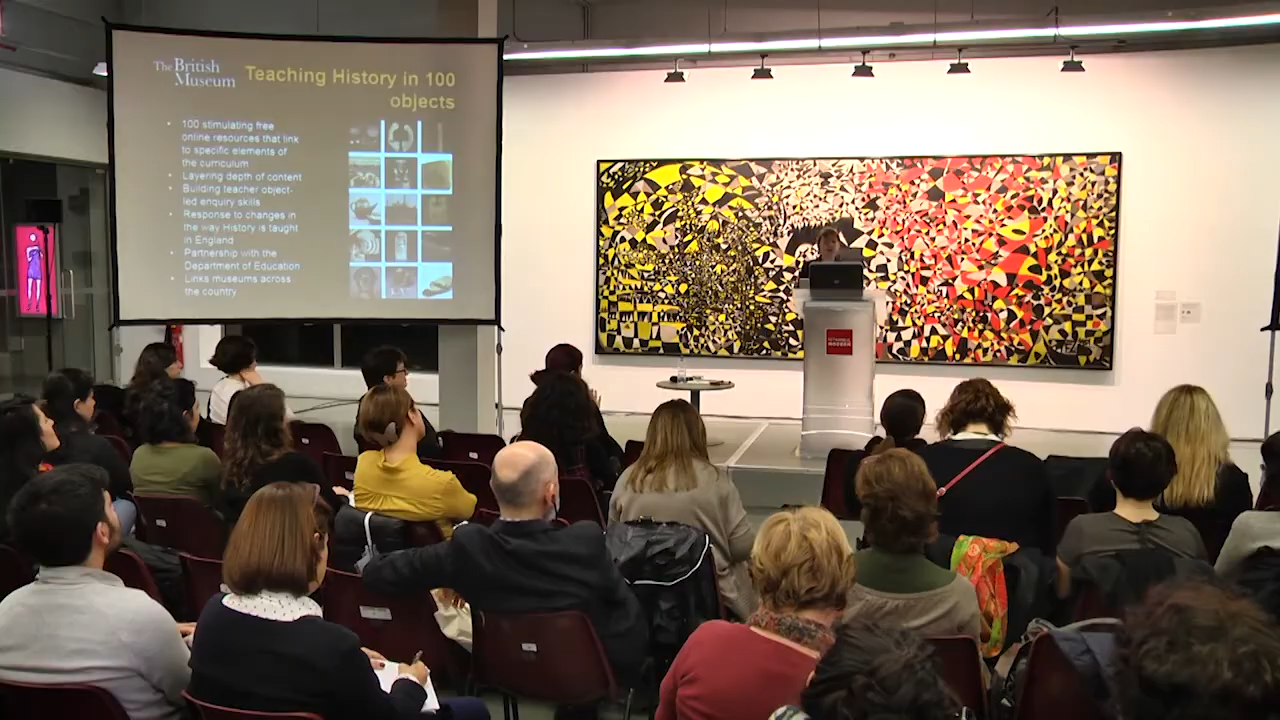 The British
Museum
Teaching History in 100
objects
• 100 stimulating free
online resources that link
to specific elements of
the curriculum
• Layering depth of content
• Building teacher object-
led enquiry skills
• Response to changes in
the way History is taught
in England
• Partnership with the
Department of Education
• Links museums across
the country
ISTANBUL
MODERN